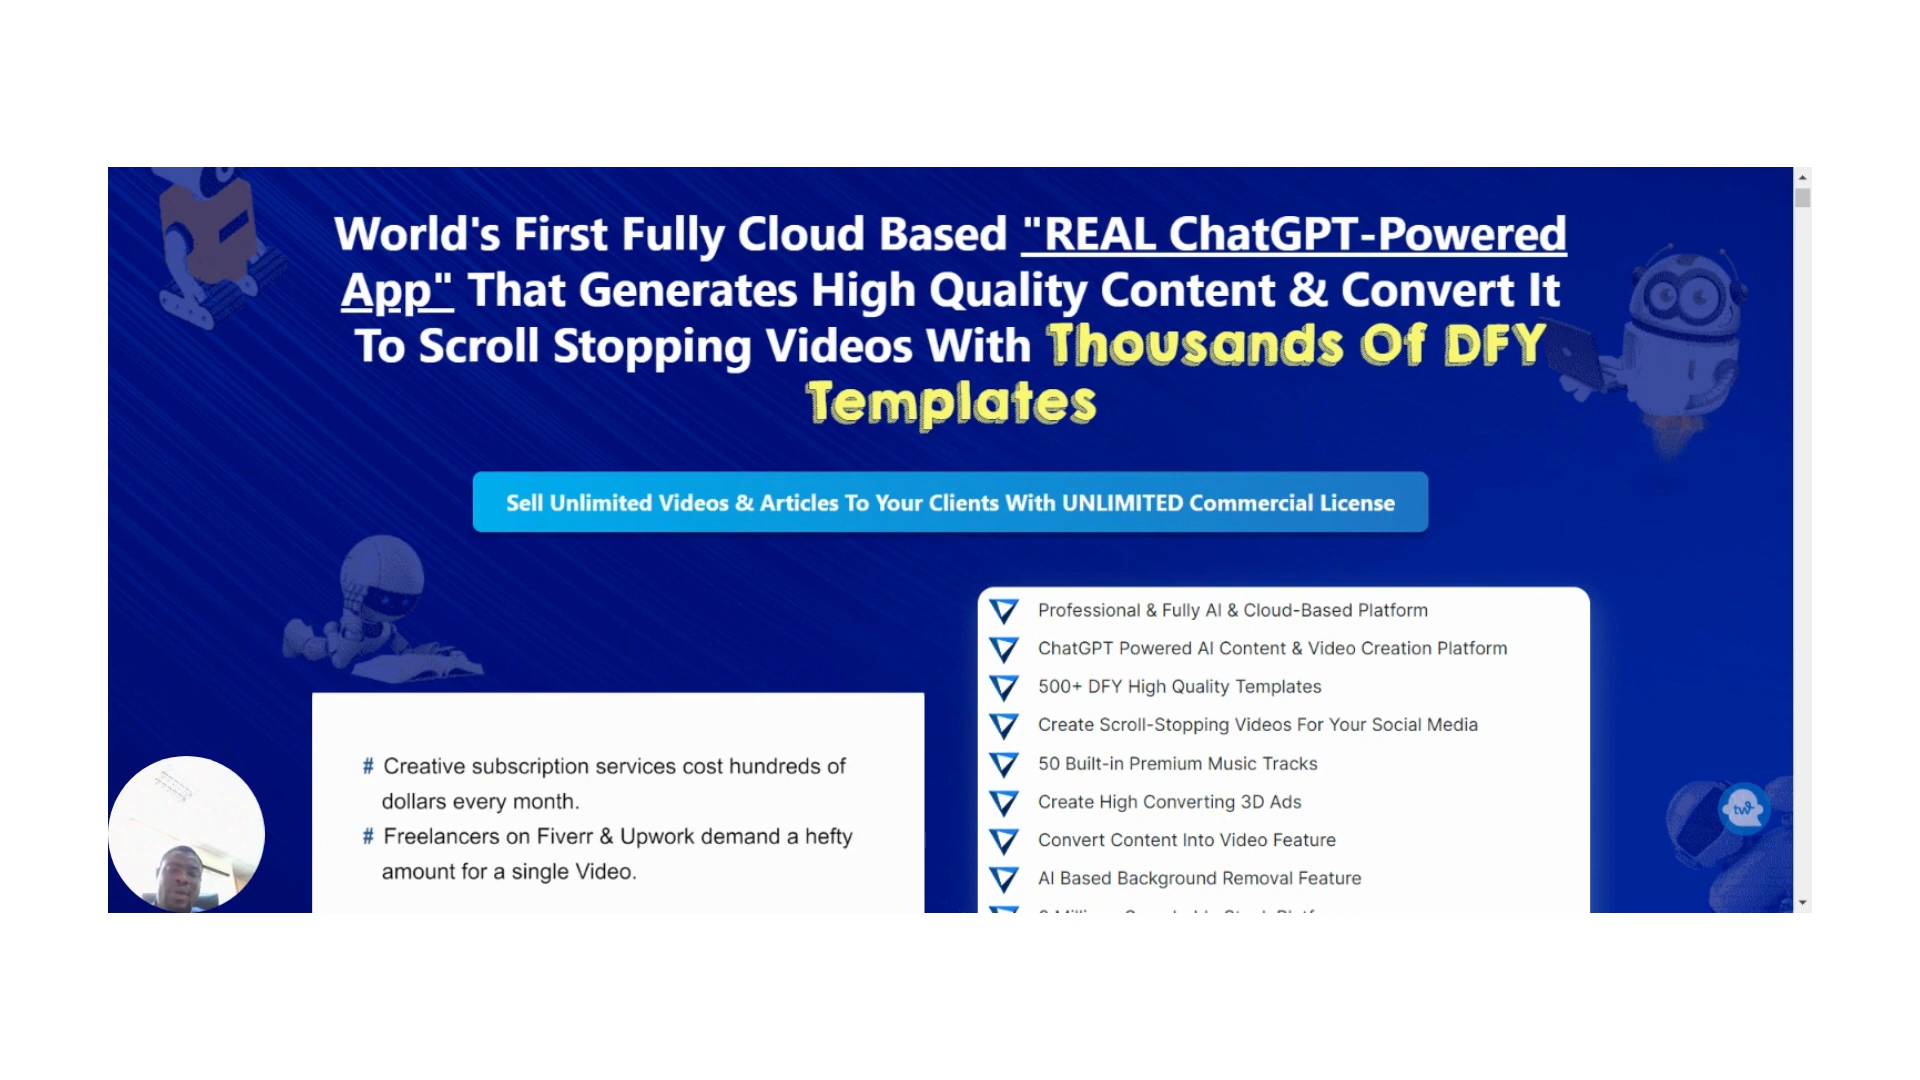 World's First Fully Cloud Based "REAL ChatGPT-Powered
App" That Generates High Quality Content & Convert It
To Scroll Stopping Videos With Thousands Of DFY
Templates
Sell Unlimited Videos & Articles To Your Clients With UNLIMITED Commercial License
# Creative subscription services cost hundreds of
dollars every month.
# Freelancers on Fiverr & Upwork demand a hefty
amount for a single Video.
Professional & Fully AI & Cloud-Based Platform
ChatGPT Powered AI Content & Video Creation Platform
500+ DFY High Quality Templates
Create Scroll-Stopping Videos For Your Social Media
50 Built-in Premium Music Tracks
Create High Converting 3D Ads
Convert Content Into Video Feature
AI Based Background Removal Feature